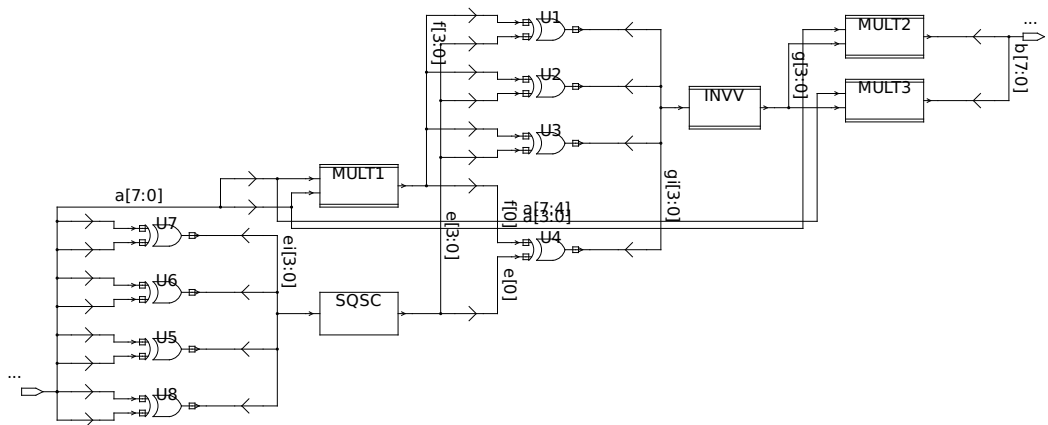 ...
U1
MULT2
f[3:0]
b[7:0]
g[3:0]
U2
MULT3
INVV
U3
MULT1
a[7:0]
gi[3:0]
f[0]
a[7:4]
a[3:0]
U7
e[3:0]
U4
ei[3:0]
e[0]
U6
SQSC
U5
...
U8